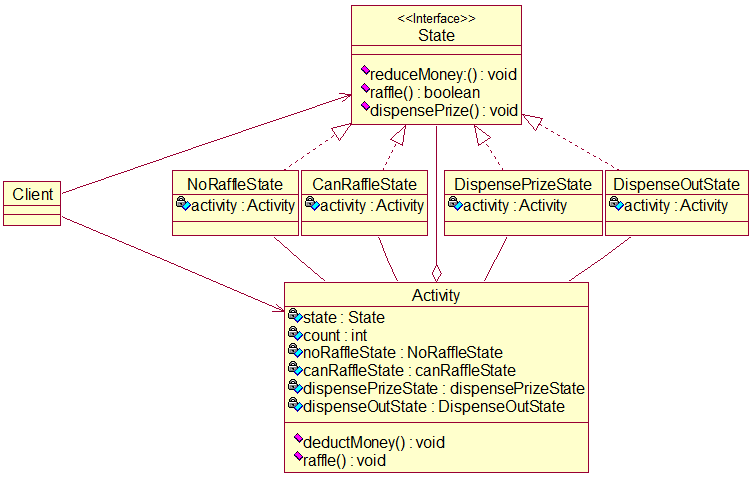 <<Interface>>
State
reduceMoney:() : void
raffle() : boolean
dispensePrize() : void
Client
NoRaffleState
activity : Activity
CanRaffleState
activity : Activity
DispensePrizeState
activity : Activity
DispenseOutState
activity : Activity
Activity
state : State
count : int
noRaffleState : NoRaffleState
canRaffleState : canRaffleState
dispensePrizeState : dispensePrizeState
dispenseOutState : DispenseOutState
deductMoney() : void
raffle() : void